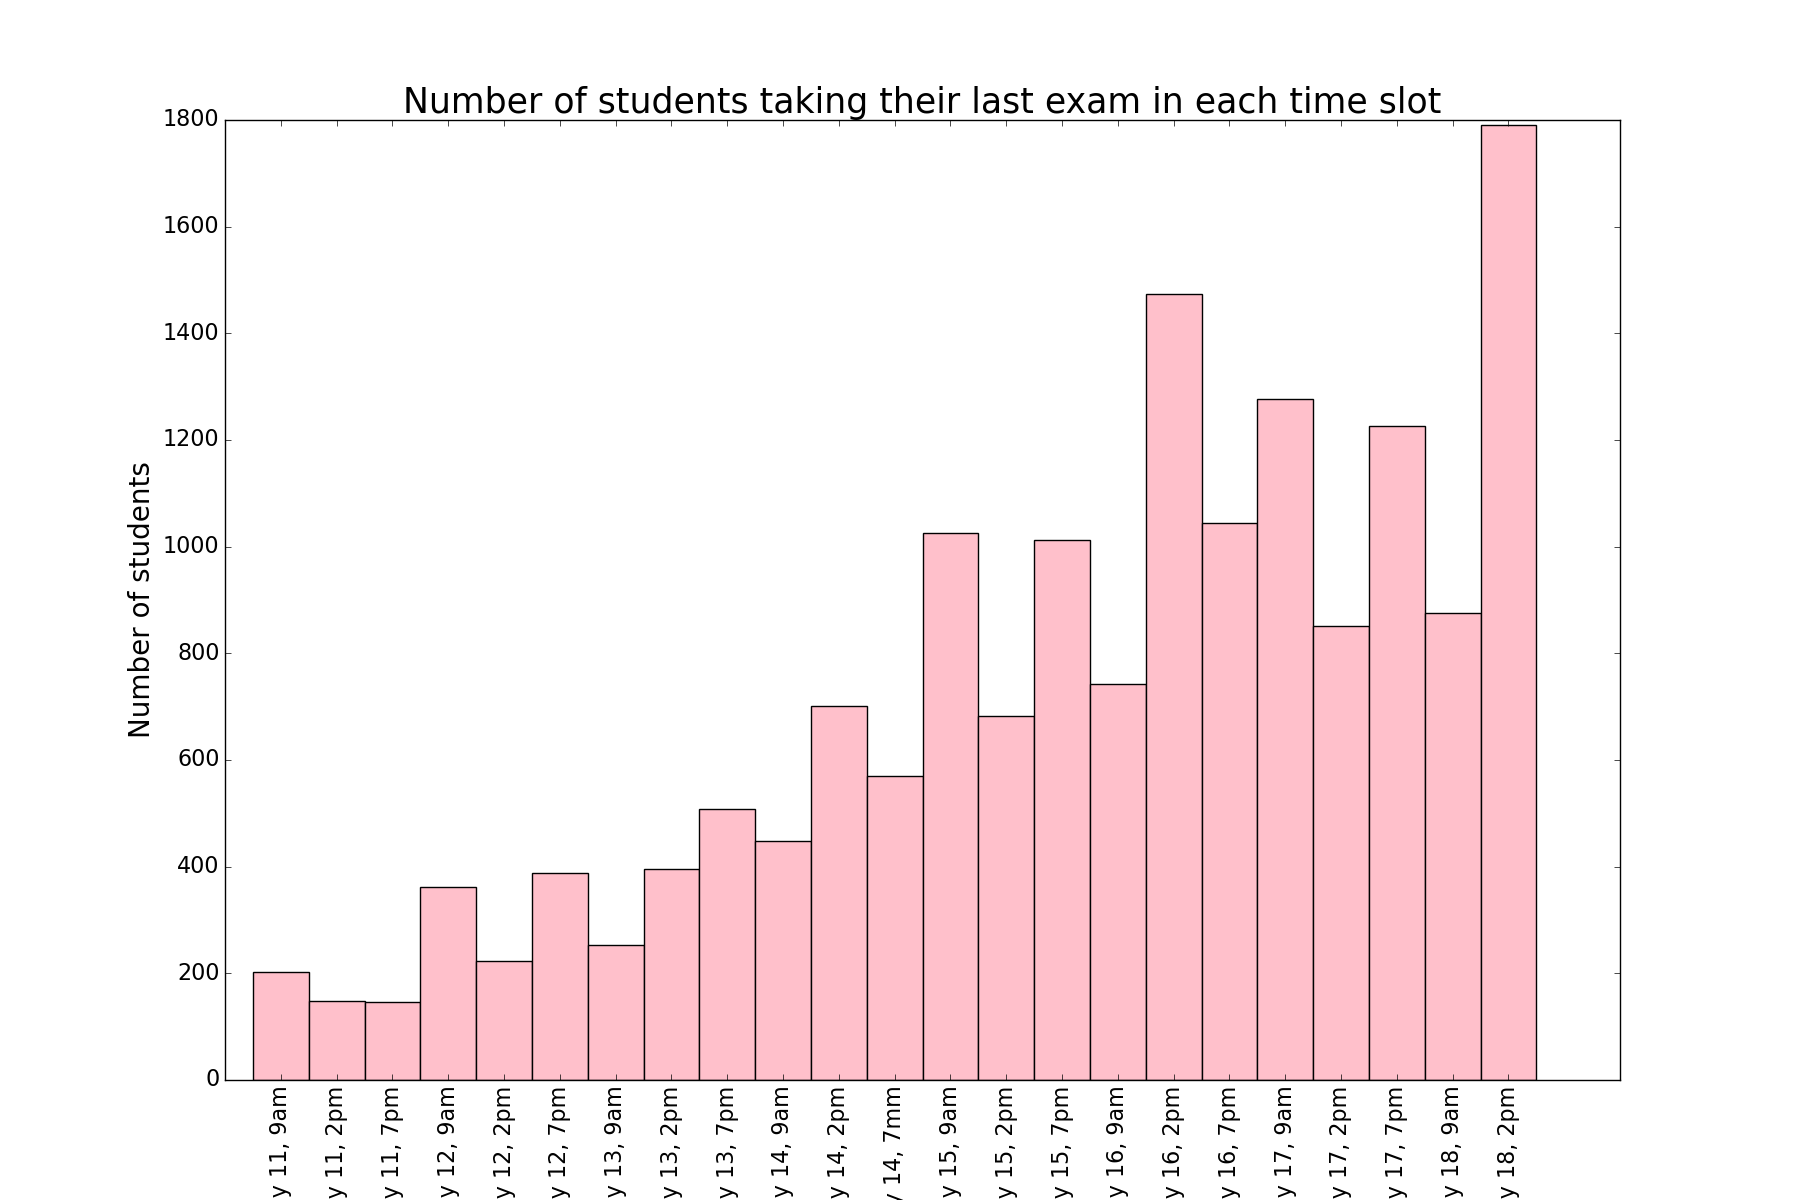 Number of students taking their last exam in each time slot
Number of students
1800
1600
1400
1200
1000
800
600
400
200
0
y 11, 9am
y 11, 2pm
y 11, 7pm
y 12, 9am
y 12, 2pm
y 12, 7pm
y 13, 9am
y 13, 2pm
y 13, 7pm
y 14, 9am
y 14, 2pm
y 14, 7mm
y 15, 9am
y 15, 2pm
y 15, 7pm
y 16, 9am
y 16, 2pm
y 16, 7pm
y 17, 9am
y 17, 2pm
y 17, 7pm
y 18, 9am
y 18, 2pm